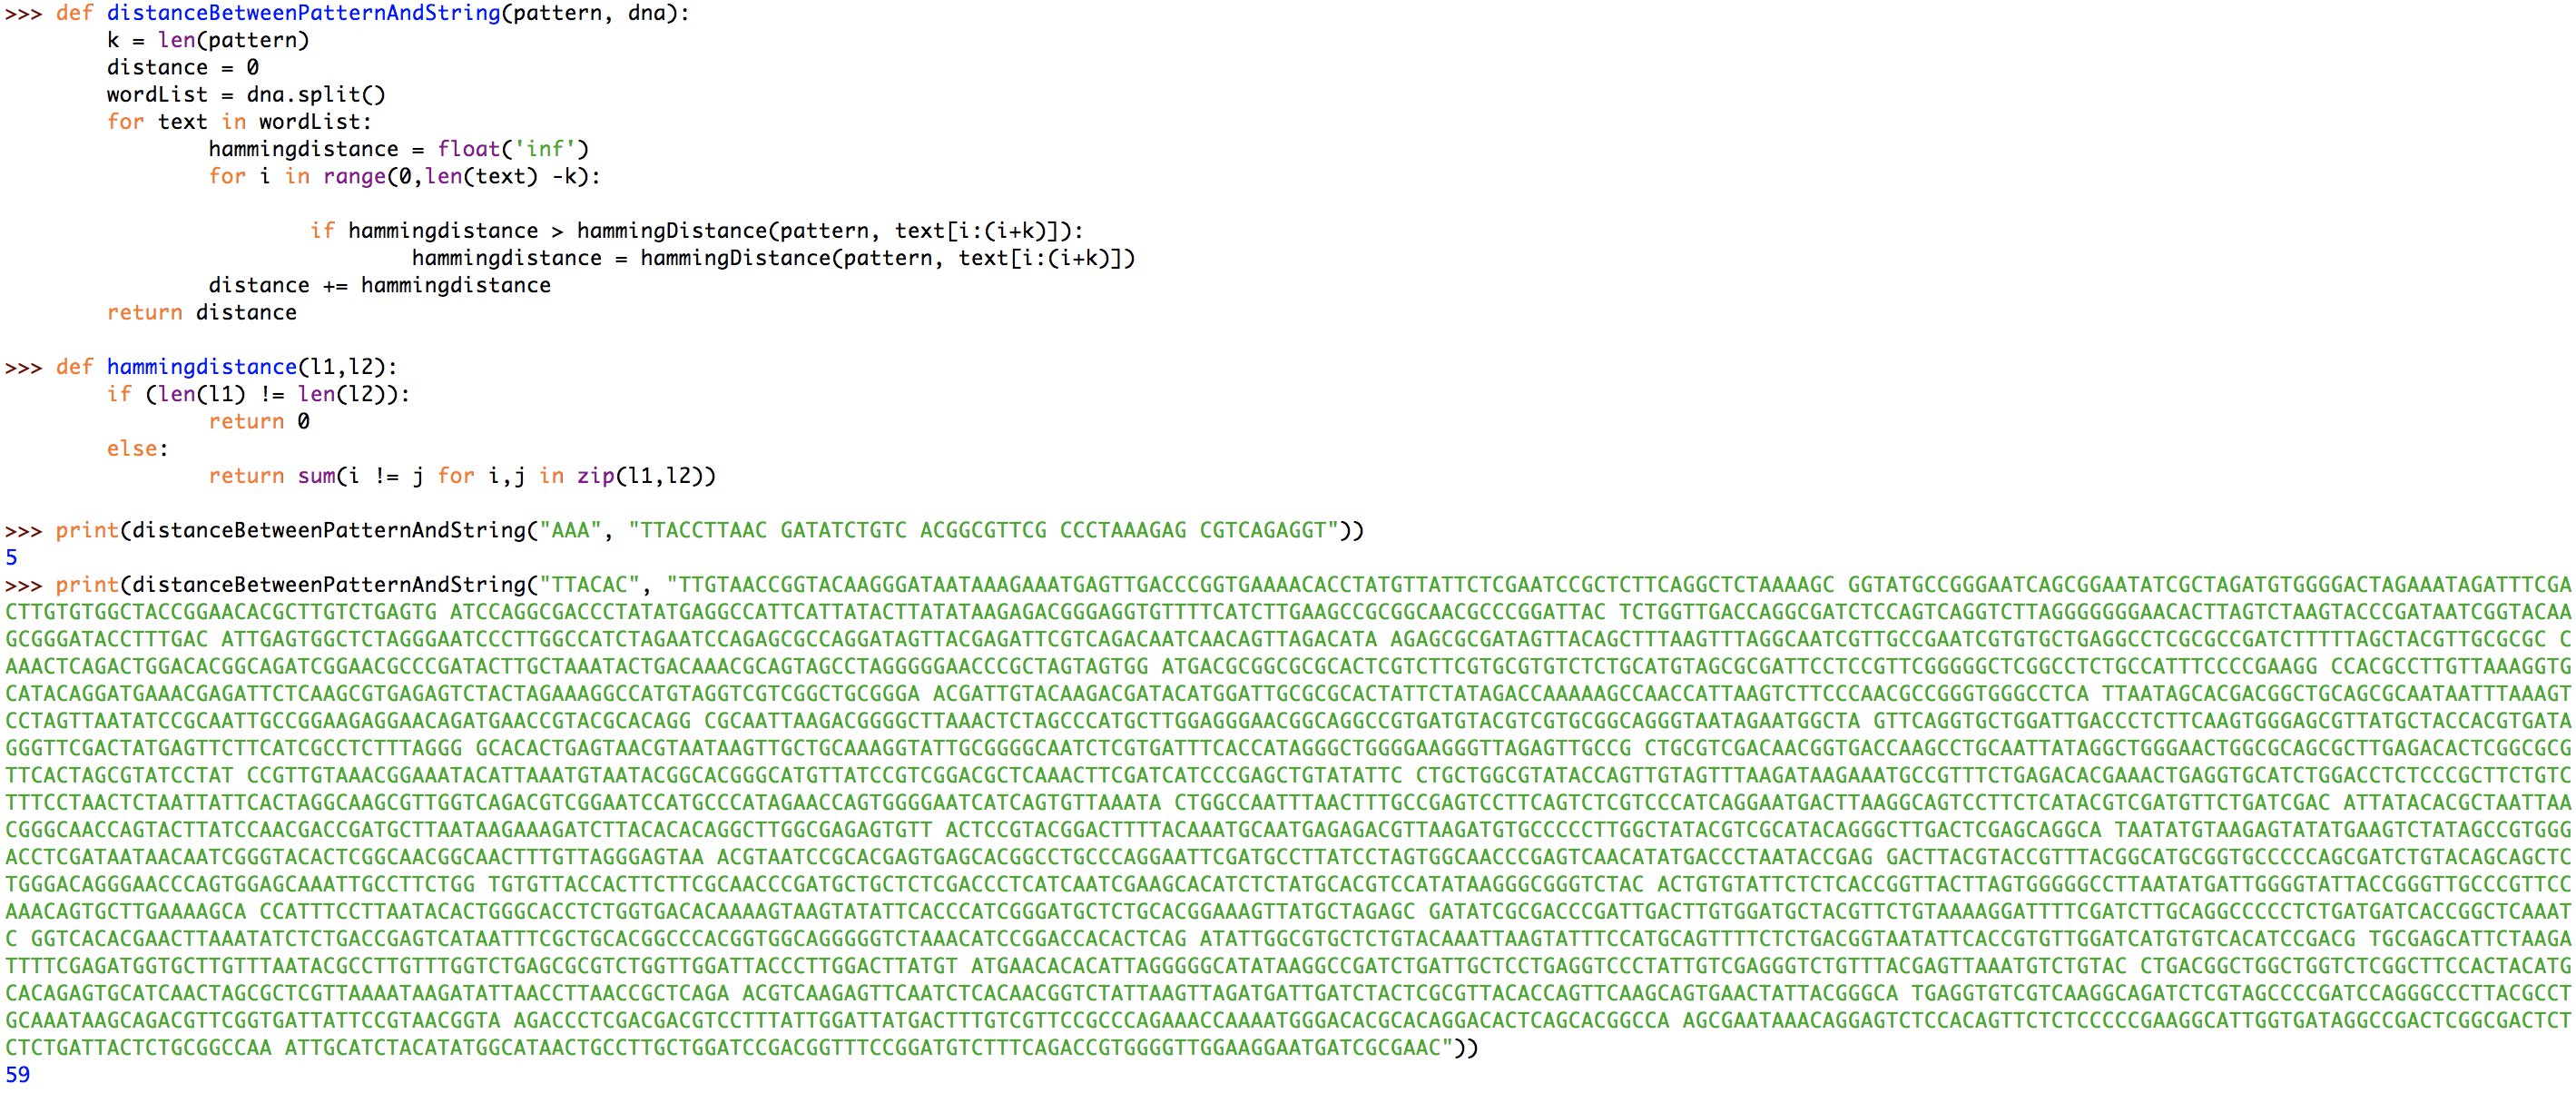 >>> def distanceBetweenPatternAndString(pattern, dna):
        k = len(pattern)
        distance = 0
        wordList = dna.split()
        for text in wordList:
                hammingdistance = float('inf')
                for i in range(0,len(text) -k):
                        if hammingdistance > hammingDistance(pattern, text[i:(i+k)]):
                                hammingdistance = hammingDistance(pattern, text[i:(i+k)])
                distance += hammingdistance
        return distance
>>> def hammingdistance(l1,l2):
        if (len(l1) != len(l2)):
                return 0
        else:
                return sum(i != j for i,j in zip(l1,l2))
>>> print(distanceBetweenPatternAndString("AAA", "TTACCTTAAC GATATCTGTC ACGGCGTTCG CCCTAAAGAG CGTCAGAGGT"))
5
>>> print(distanceBetweenPatternAndString("TTACAC", "TTGTAACCGGTACAAGGGATAATAAAGAAATGAGTTGACCCGGTGAAAACACCTATGTTATTCTCGAATCCGCTCTTCAGGCTCTAAAAGC GGTATGCCGGGAATCAGCGGAATATCGCTAGATGTGGGGACTAGAAATAGATTTCGA
CTTGTGTGGCTACCGGAACACGCTTGTCTGAGTG ATCCAGGCGACCCTATATGAGGCCATTCATTATACTTATATAAGAGACGGGAGGTGTTTTCATCTTGAAGCCGCGGCAACGCCCGGATTAC TCTGGTTGACCAGGCGATCTCCAGTCAGGTCTTAGGGGGGGAACACTTAGTCTAAGTACCCGATAATCGGTACAA
GCGGGATACCTTTGAC ATTGAGTGGCTCTAGGGAATCCCTTGGCCATCTAGAATCCAGAGCGCCAGGATAGTTACGAGATTCGTCAGACAATCAACAGTTAGACATA AGAGCGCGATAGTTACAGCTTTAAGTTTAGGCAATCGTTGCCGAATCGTGTGCTGAGGCCTCGCGCCGATCTTTTTAGCTACGTTGCGCGC C
AAACTCAGACTGGACACGGCAGATCGGAACGCCCGATACTTGCTAAATACTGACAAACGCAGTAGCCTAGGGGGAACCCGCTAGTAGTGG ATGACGCGGCGCGCACTCGTCTTCGTGCGTGTCTCTGCATGTAGCGCGATTCCTCCGTTCGGGGGCTCGGCCTCTGCCATTTCCCCGAAGG CCACGCCTTGTTAAAGGTG
CATACAGGATGAAACGAGATTCTCAAGCGTGAGAGTCTACTAGAAAGGCCATGTAGGTCGTCGGCTGCGGGA ACGATTGTACAAGACGATACATGGATTGCGCGCACTATTCTATAGACCAAAAAGCCAACCATTAAGTCTTCCCAACGCCGGGTGGGCCTCA TTAATAGCACGACGGCTGCAGCGCAATAATTTAAAGT
CCTAGTTAATATCCGCAATTGCCGGAAGAGGAACAGATGAACCGTACGCACAGG CGCAATTAAGACGGGGCTTAAACTCTAGCCCATGCTTGGAGGGAACGGCAGGCCGTGATGTACGTCGTGCGGCAGGGTAATAGAATGGCTA GTTCAGGTGCTGGATTGACCCTCTTCAAGTGGGAGCGTTATGCTACCACGTGATA
GGGTTCGACTATGAGTTCTTCATCGCCTCTTTAGGG GCACACTGAGTAACGTAATAAGTTGCTGCAAAGGTATTGCGGGGCAATCTCGTGATTTCACCATAGGGCTGGGGAAGGGTTAGAGTTGCCG CTGCGTCGACAACGGTGACCAAGCCTGCAATTATAGGCTGGGAACTGGCGCAGCGCTTGAGACACTCGGCGCG
TTCACTAGCGTATCCTAT CCGTTGTAAACGGAAATACATTAAATGTAATACGGCACGGGCATGTTATCCGTCGGACGCTCAAACTTCGATCATCCCGAGCTGTATATTC CTGCTGGCGTATACCAGTTGTAGTTTAAGATAAGAAATGCCGTTTCTGAGACACGAAACTGAGGTGCATCTGGACCTCTCCCGCTTCTGTC
TTTCCTAACTCTAATTATTCACTAGGCAAGCGTTGGTCAGACGTCGGAATCCATGCCCATAGAACCAGTGGGGAATCATCAGTGTTAAATA CTGGCCAATTTAACTTTGCCGAGTCCTTCAGTCTCGTCCCATCAGGAATGACTTAAGGCAGTCCTTCTCATACGTCGATGTTCTGATCGAC ATTATACACGCTAATTAA
CGGGCAACCAGTACTTATCCAACGACCGATGCTTAATAAGAAAGATCTTACACACAGGCTTGGCGAGAGTGTT ACTCCGTACGGACTTTTACAAATGCAATGAGAGACGTTAAGATGTGCCCCCTTGGCTATACGTCGCATACAGGGCTTGACTCGAGCAGGCA TAATATGTAAGAGTATATGAAGTCTATAGCCGTGGG
ACCTCGATAATAACAATCGGGTACACTCGGCAACGGCAACTTTGTTAGGGAGTAA ACGTAATCCGCACGAGTGAGCACGGCCTGCCCAGGAATTCGATGCCTTATCCTAGTGGCAACCCGAGTCAACATATGACCCTAATACCGAG GACTTACGTACCGTTTACGGCATGCGGTGCCCCCAGCGATCTGTACAGCAGCTC
TGGGACAGGGAACCCAGTGGAGCAAATTGCCTTCTGG TGTGTTACCACTTCTTCGCAACCCGATGCTGCTCTCGACCCTCATCAATCGAAGCACATCTCTATGCACGTCCATATAAGGGCGGGTCTAC ACTGTGTATTCTCTCACCGGTTACTTAGTGGGGGCCTTAATATGATTGGGGTATTACCGGGTTGCCCGTTCC
AAACAGTGCTTGAAAAGCA CCATTTCCTTAATACACTGGGCACCTCTGGTGACACAAAAGTAAGTATATTCACCCATCGGGATGCTCTGCACGGAAAGTTATGCTAGAGC GATATCGCGACCCGATTGACTTGTGGATGCTACGTTCTGTAAAAGGATTTTCGATCTTGCAGGCCCCCTCTGATGATCACCGGCTCAAAT
C GGTCACACGAACTTAAATATCTCTGACCGAGTCATAATTTCGCTGCACGGCCCACGGTGGCAGGGGGTCTAAACATCCGGACCACACTCAG ATATTGGCGTGCTCTGTACAAATTAAGTATTTCCATGCAGTTTTCTCTGACGGTAATATTCACCGTGTTGGATCATGTGTCACATCCGACG TGCGAGCATTCTAAGA
TTTTCGAGATGGTGCTTGTTTAATACGCCTTGTTTGGTCTGAGCGCGTCTGGTTGGATTACCCTTGGACTTATGT ATGAACACACATTAGGGGGCATATAAGGCCGATCTGATTGCTCCTGAGGTCCCTATTGTCGAGGGTCTGTTTACGAGTTAAATGTCTGTAC CTGACGGCTGGCTGGTCTCGGCTTCCACTACATG
CACAGAGTGCATCAACTAGCGCTCGTTAAAATAAGATATTAACCTTAACCGCTCAGA ACGTCAAGAGTTCAATCTCACAACGGTCTATTAAGTTAGATGATTGATCTACTCGCGTTACACCAGTTCAAGCAGTGAACTATTACGGGCA TGAGGTGTCGTCAAGGCAGATCTCGTAGCCCCGATCCAGGGCCCTTACGCCT
GCAAATAAGCAGACGTTCGGTGATTATTCCGTAACGGTA AGACCCTCGACGACGTCCTTTATTGGATTATGACTTTGTCGTTCCGCCCAGAAACCAAAATGGGACACGCACAGGACACTCAGCACGGCCA AGCGAATAAACAGGAGTCTCCACAGTTCTCTCCCCCGAAGGCATTGGTGATAGGCCGACTCGGCGACTCT
CTCTGATTACTCTGCGGCCAA ATTGCATCTACATATGGCATAACTGCCTTGCTGGATCCGACGGTTTCCGGATGTCTTTCAGACCGTGGGGTTGGAAGGAATGATCGCGAAC"))
59